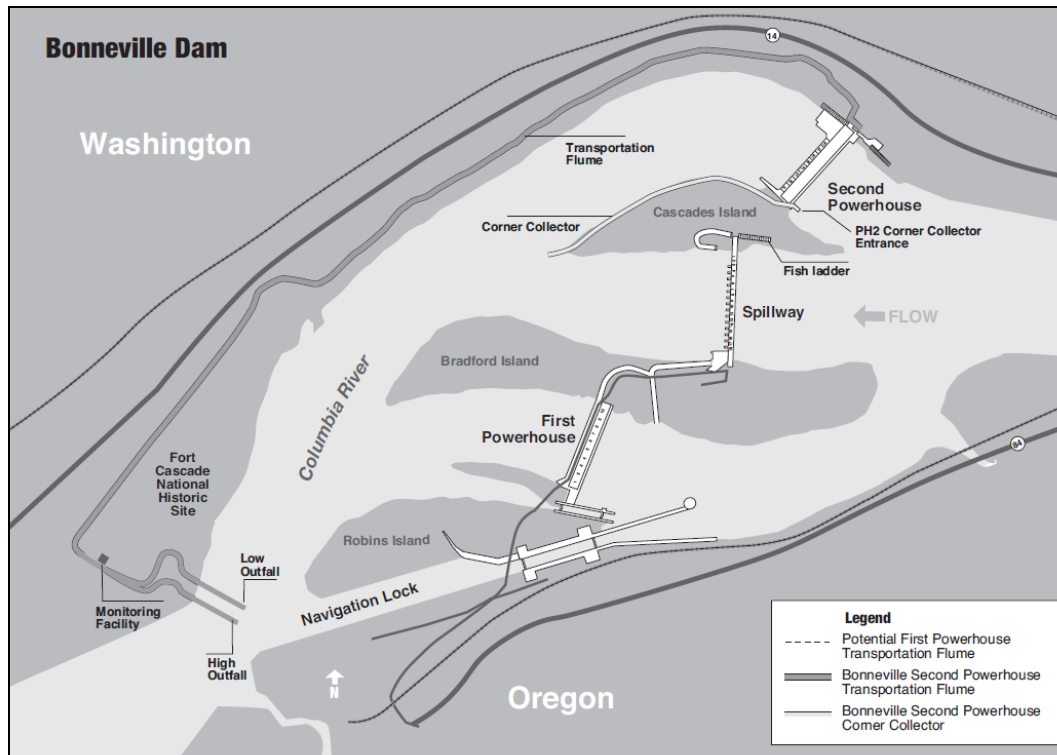 Bonneville Dam
14
Washington
Transportation
Flume
Second
Powerhouse
Cascades Island
Corner Collector
PH2 Corner Collector
Entrance
Fish ladder
Spillway
FLOW
Bradford Island
Columbia River
First
Powerhouse
84
Fort
Cascade
National
Historic
Site
Robins Island
Low
Outfall
Navigation Lock
Monitoring
Facility
High
Outfall
N
Oregon
Legend
Potential First Powerhouse
Transportation Flume
Bonneville Second Powerhouse
Transportation Flume
Bonneville Second Powerhouse
Corner Collector